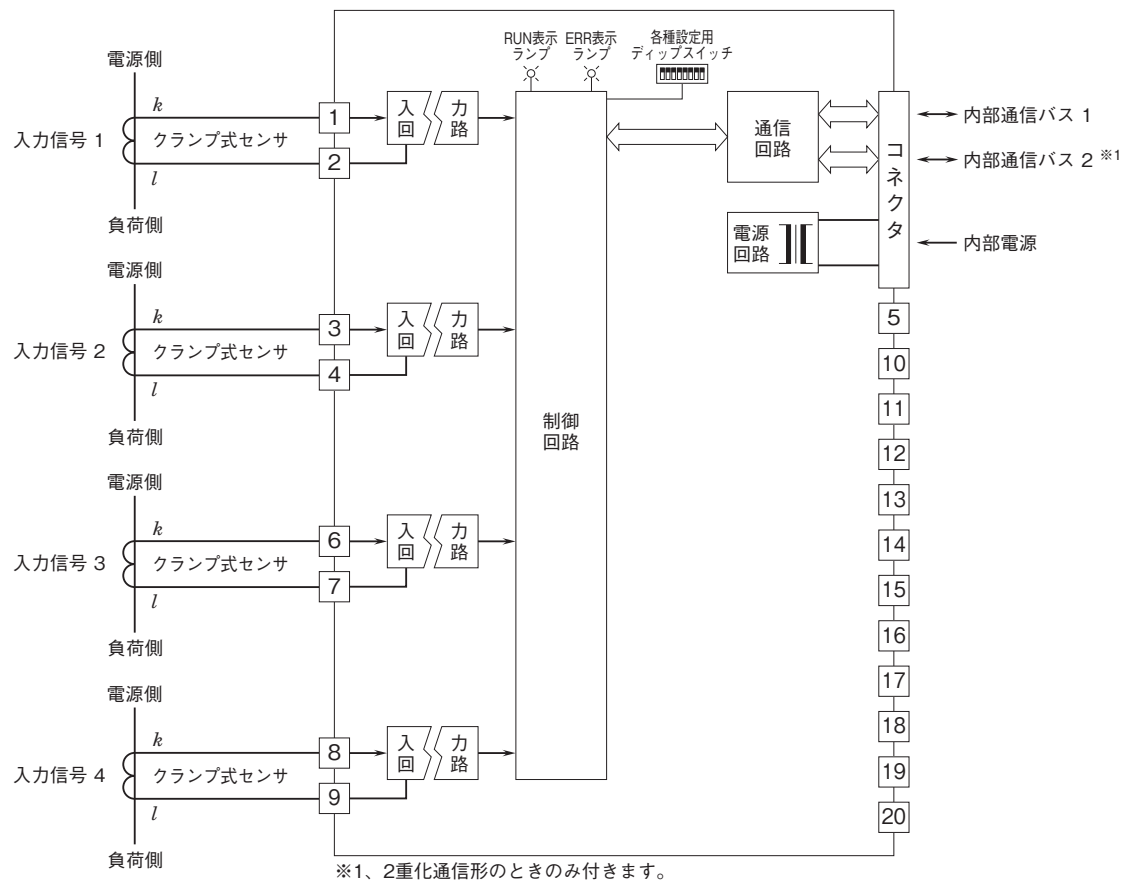 RUN表示
ランプ
ERR表示
ランプ
各種設定用
ディップスイッチ
電源側
k
入力信号 1
クランプ式センサ
l
負荷側
1
2
入 力
回 路
通信
回路
コネクタ
内部通信バス 1
内部通信バス 2 ※1
電源
回路
内部電源
電源側
k
入力信号 2
クランプ式センサ
l
負荷側
3
4
入 力
回 路
制御
回路
電源側
k
入力信号 3
クランプ式センサ
l
負荷側
6
7
入 力
回 路
電源側
k
入力信号 4
クランプ式センサ
l
負荷側
8
9
入 力
回 路
5
10
11
12
13
14
15
16
17
18
19
20
※1、2重化通信形のときのみ付きます。